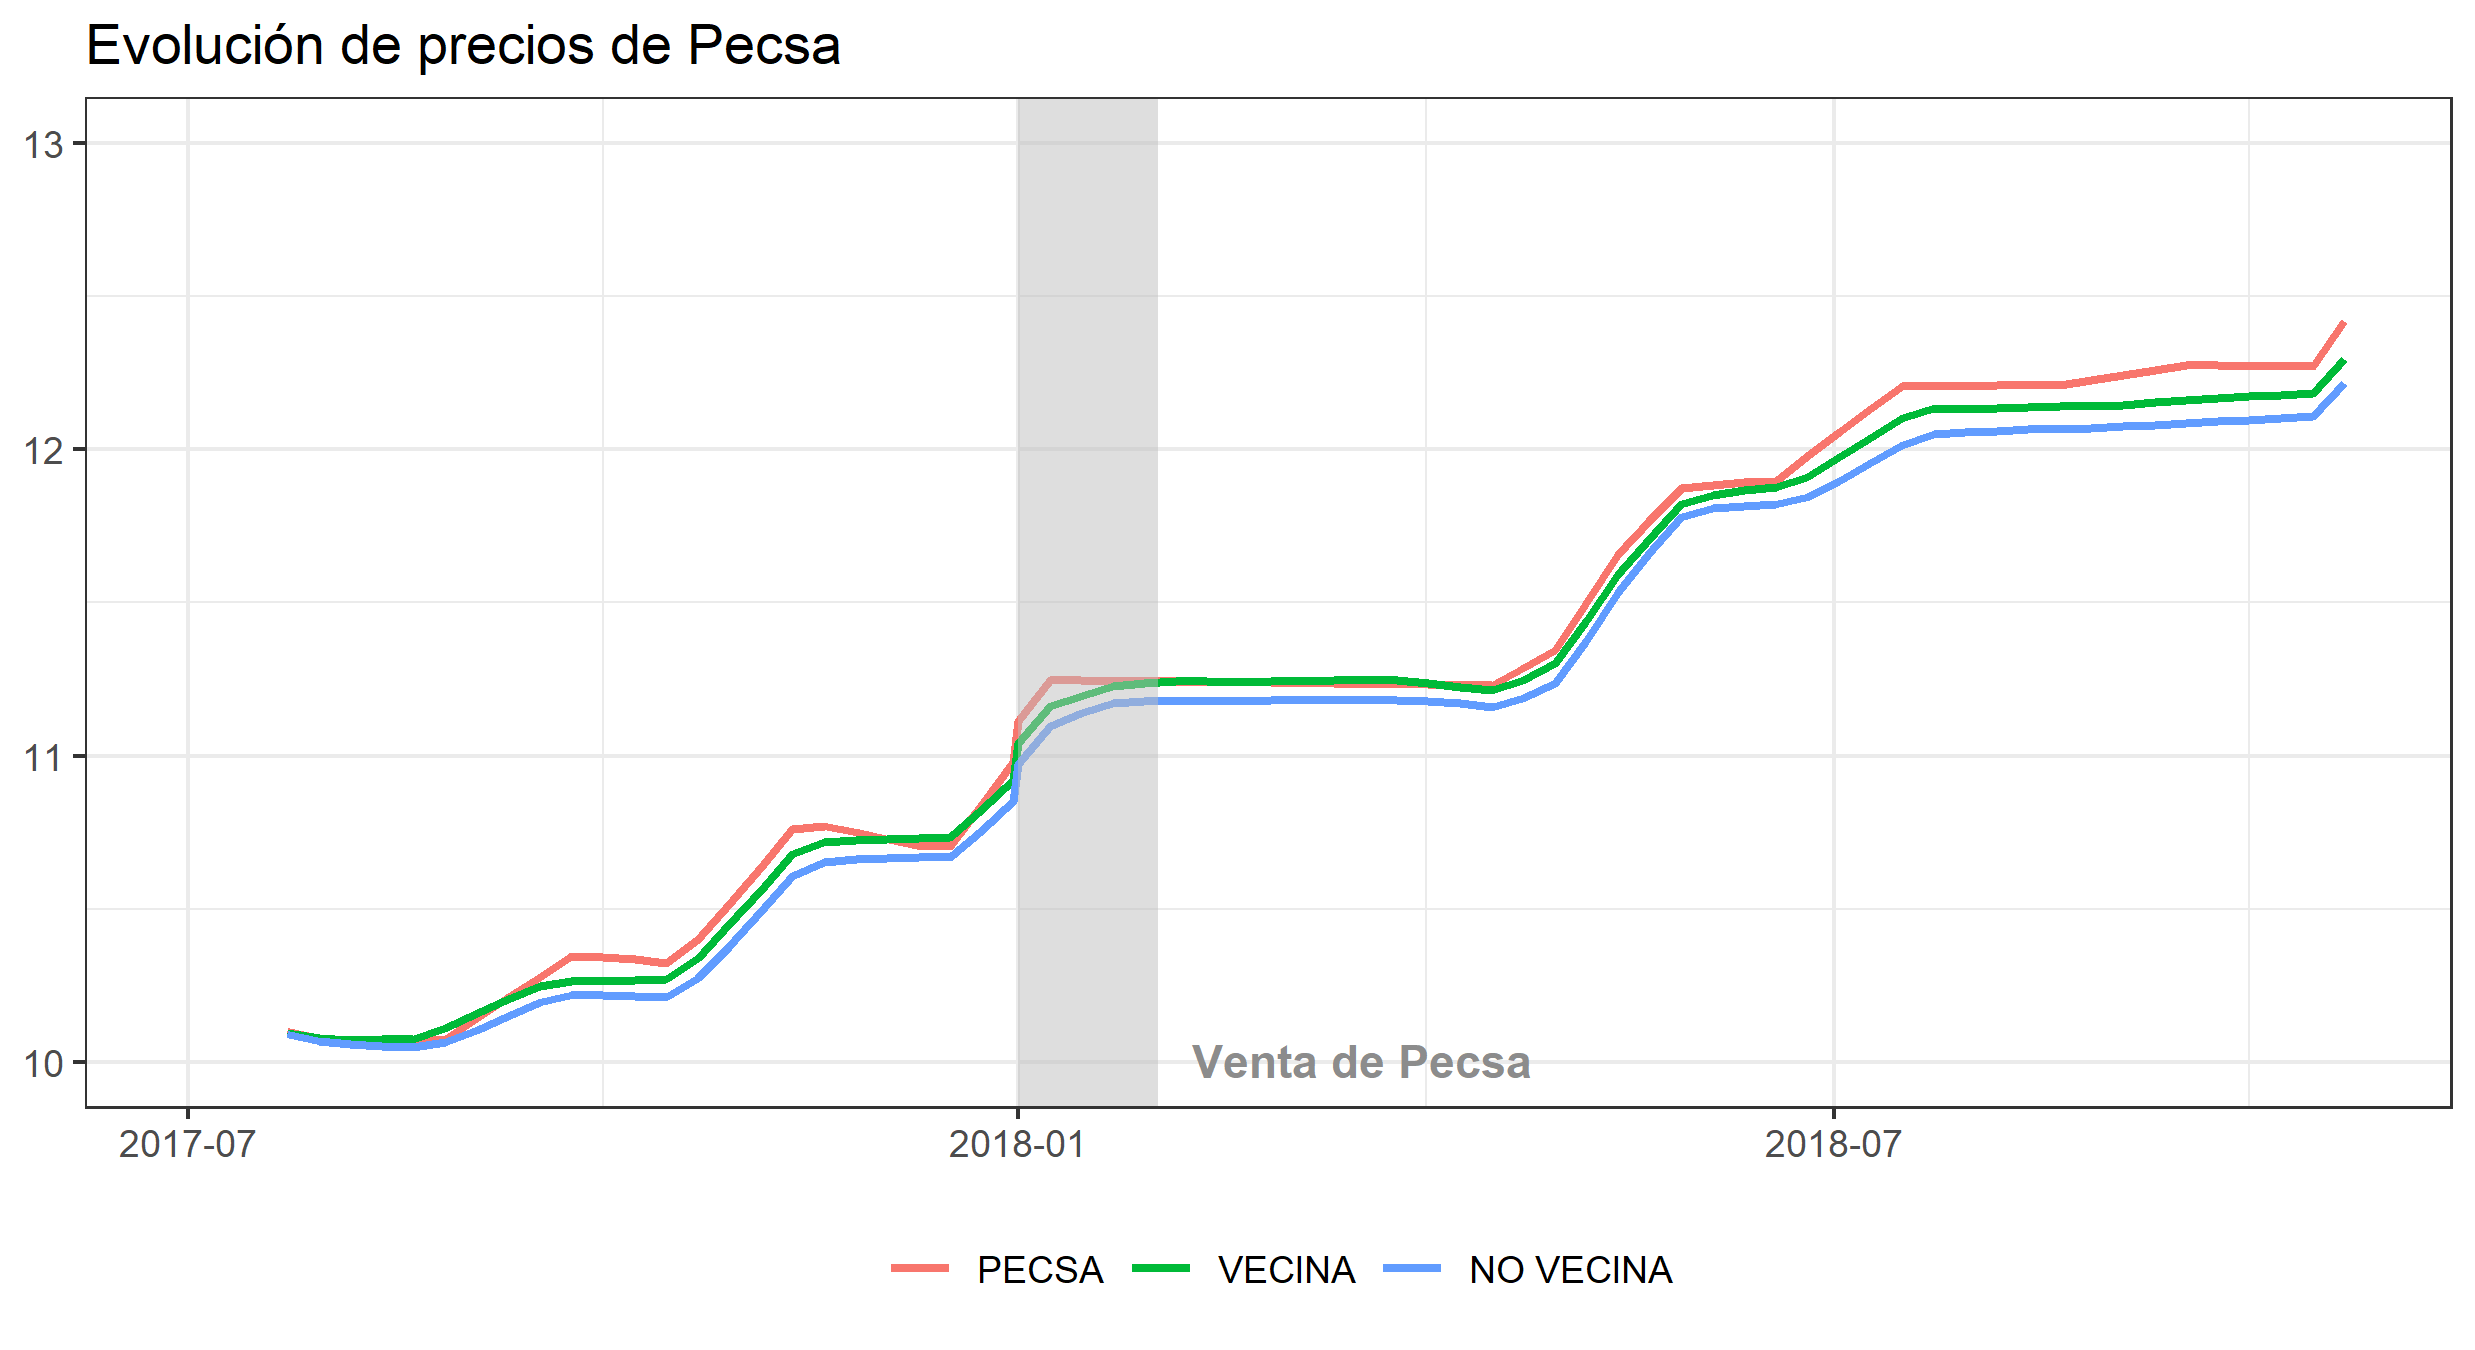 Evolución de precios de Pecsa
13
12
11
10
Venta de Pecsa
2017-07 2018-01 2018-07
PECSA VECINA NO VECINA